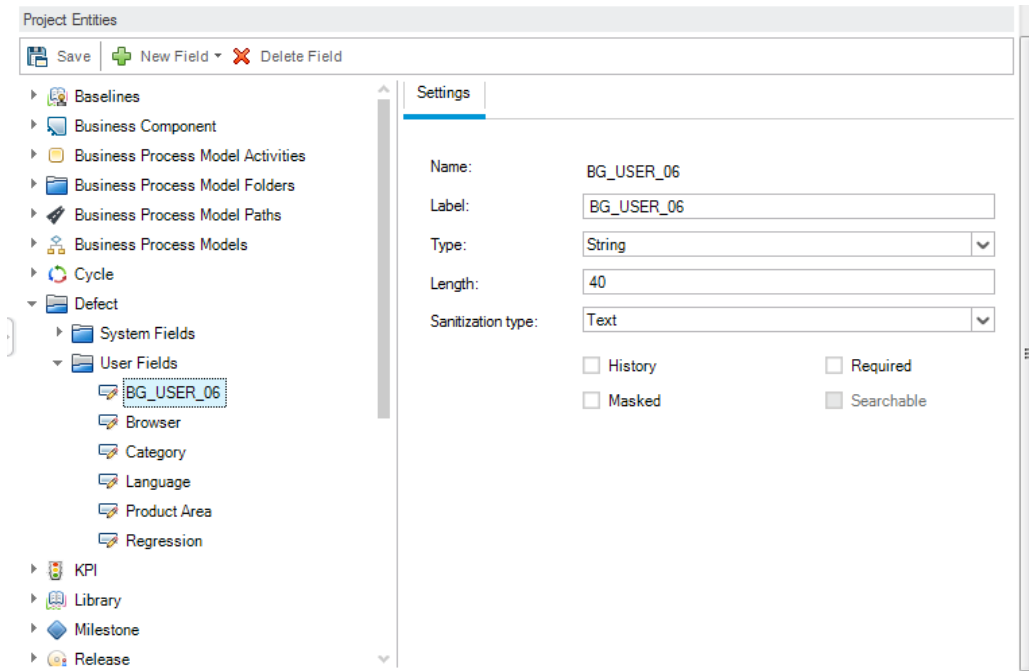 Project Entities
Save New Field Delete Field
Baselines
Business Component
Business Process Model Activities
Business Process Model Folders
Business Process Model Paths
Business Process Models
Cycle
Defect
System Fields
User Fields
BG_USER_06
Browser
Category
Language
Product Area
Regression
KPI
Library
Milestone
Release
Settings
Name: BG_USER_06
Label: BG_USER_06
Type: String
Length: 40
Sanitization type: Text
History Required
Masked Searchable